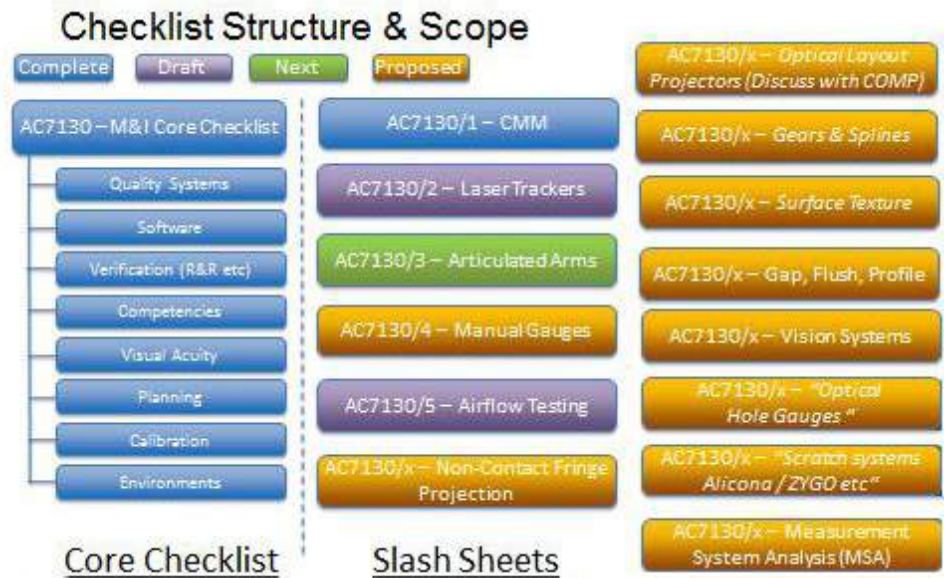 Checklist Structure & Scope
Complete
Draft
Next
Proposed
AC7130 – M&I Core Checklist
Quality Systems
Software
Verification (R&R etc)
Competencies
Visual Acuity
Planning
Calibration
Environments
Core Checklist
AC7130/1 – CMM
AC7130/2 – Laser Trackers
AC7130/3 – Articulated Arms
AC7130/4 – Manual Gauges
AC7130/5 – Airflow Testing
AC7130/x – Non-Contact Fringe
Projection
Slash Sheets
AC7130/x – Optical Layout
Projectors (Discuss with COMP)
AC7130/x – Gears & Splines
AC7130/x – Surface Texture
AC7130/x – Gap, Flush, Profile
AC7130/x – Vision Systems
AC7130/x – "Optical
Hole Gauges "
AC7130/x – "Scratch systems
Alicona / ZYGO etc"
AC7130/x – Measurement
System Analysis (MSA)